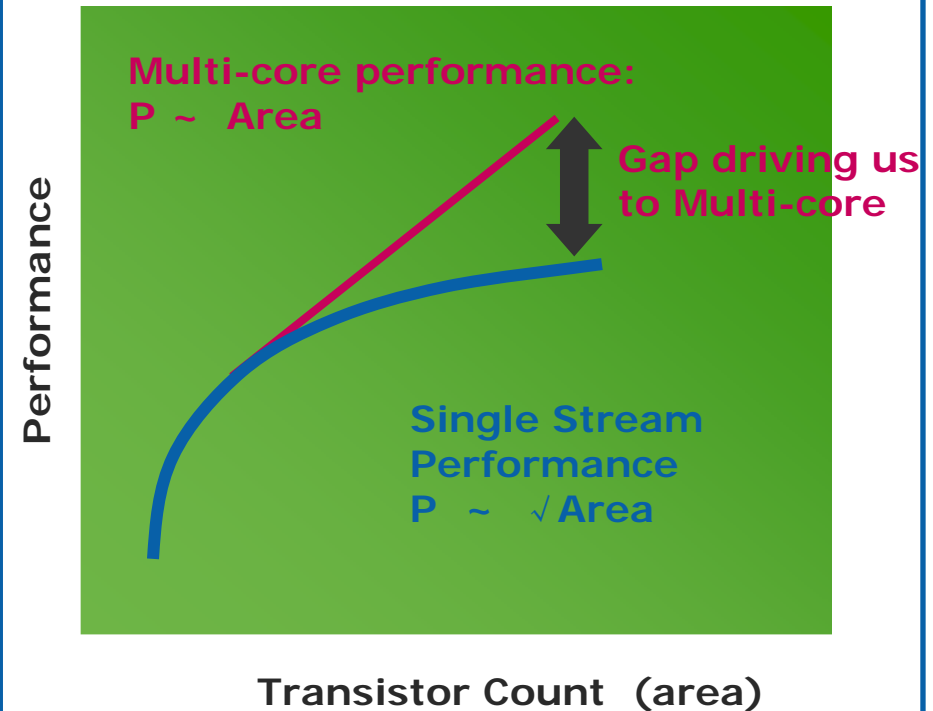 Multi-core performance:
P ~ Area
Gap driving us
to Multi-core
Performance
Single Stream
Performance
P ~ √Area
Transistor Count (area)